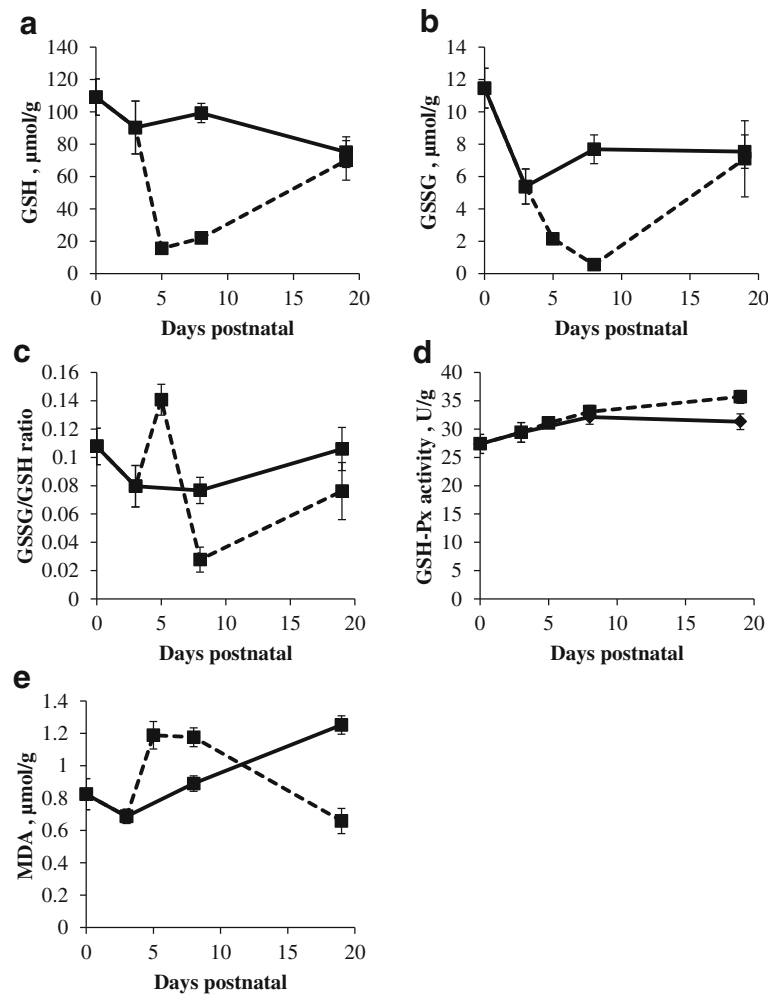 a
GSH , µmol/g
140
120
100
80
60
40
20
0
0 5 10 15 20
Days postnatal
b
GSSG , µmol/g
14
12
10
8
6
4
2
0
0 5 10 15 20
Days postnatal
c
GSSG/GSH ratio
0.16
0.14
0.12
0.1
0.08
0.06
0.04
0.02
0
0 5 10 15 20
Days postnatal
d
GSH-Px activity , U/g
40
35
30
25
20
15
10
5
0
0 5 10 15 20
Days postnatal
e
MDA , µmol/g
1.4
1.2
1
0.8
0.6
0.4
0.2
0
0 5 10 15 20
Days postnatal